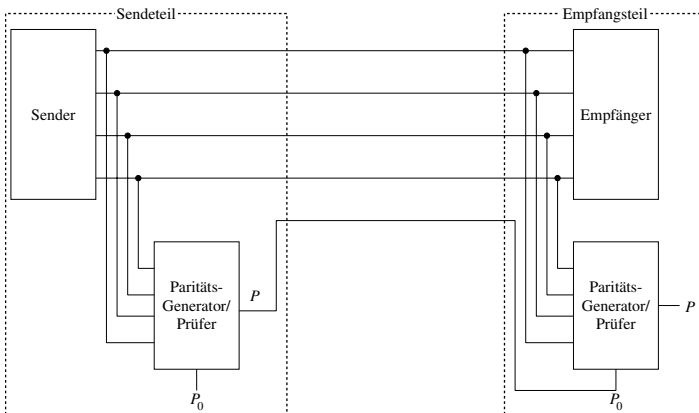 Sendeteil
Empfangsteil
Sender
Empfänger
Paritäts-
Generator/
Prüfer
P
P0
Paritäts-
Generator/
Prüfer
P
P0